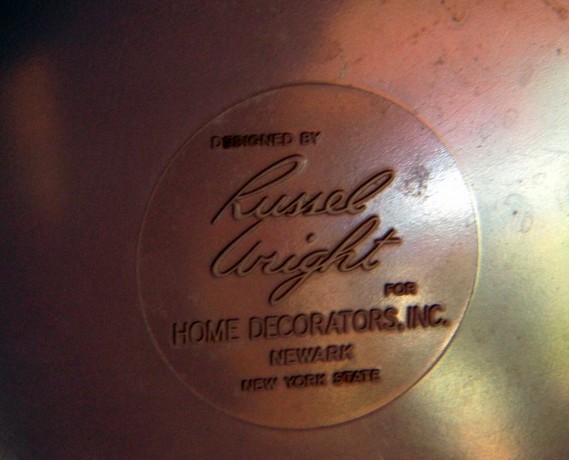 DESIGNED BY
Russel
Wright
FOR
HOME DECORATORS, INC.
NEWARK
NEW YORK STATE